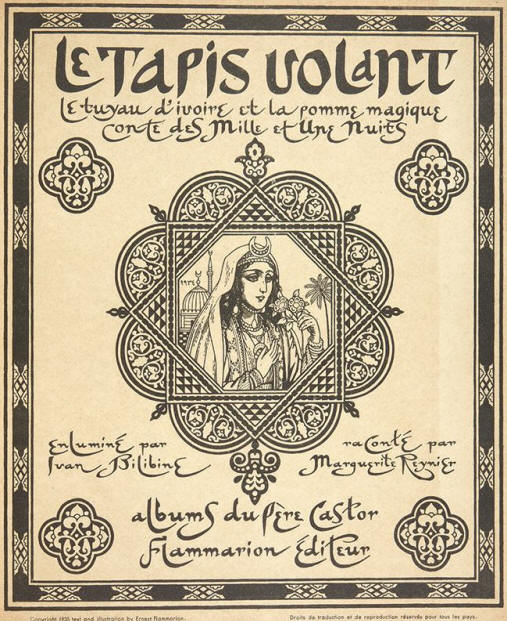 Le Tapis volant
le tuyau d'ivoire et la pomme magique
conte des Mille et Une Nuits
١٩٣٤
enluminé par
Ivan Bilibine
raconté par
Marguerite Reynier
albums du Père Castor
Flammarion Éditeur
Copyright 1935 text and illustration by Ernest Flammarion.
Droits de traduction et de reproduction réservés pour tous les pays.